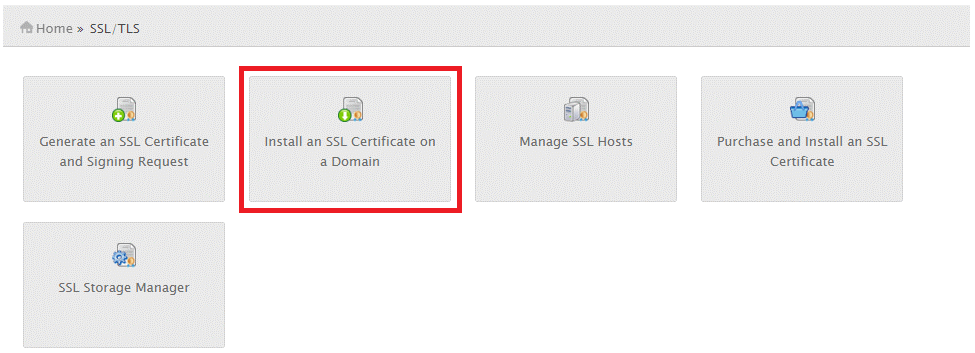 Home » SSL/TLS
Generate an SSL Certificate
and Signing Request
Install an SSL Certificate on
a Domain
Manage SSL Hosts
Purchase and Install an SSL
Certificate
SSL Storage Manager